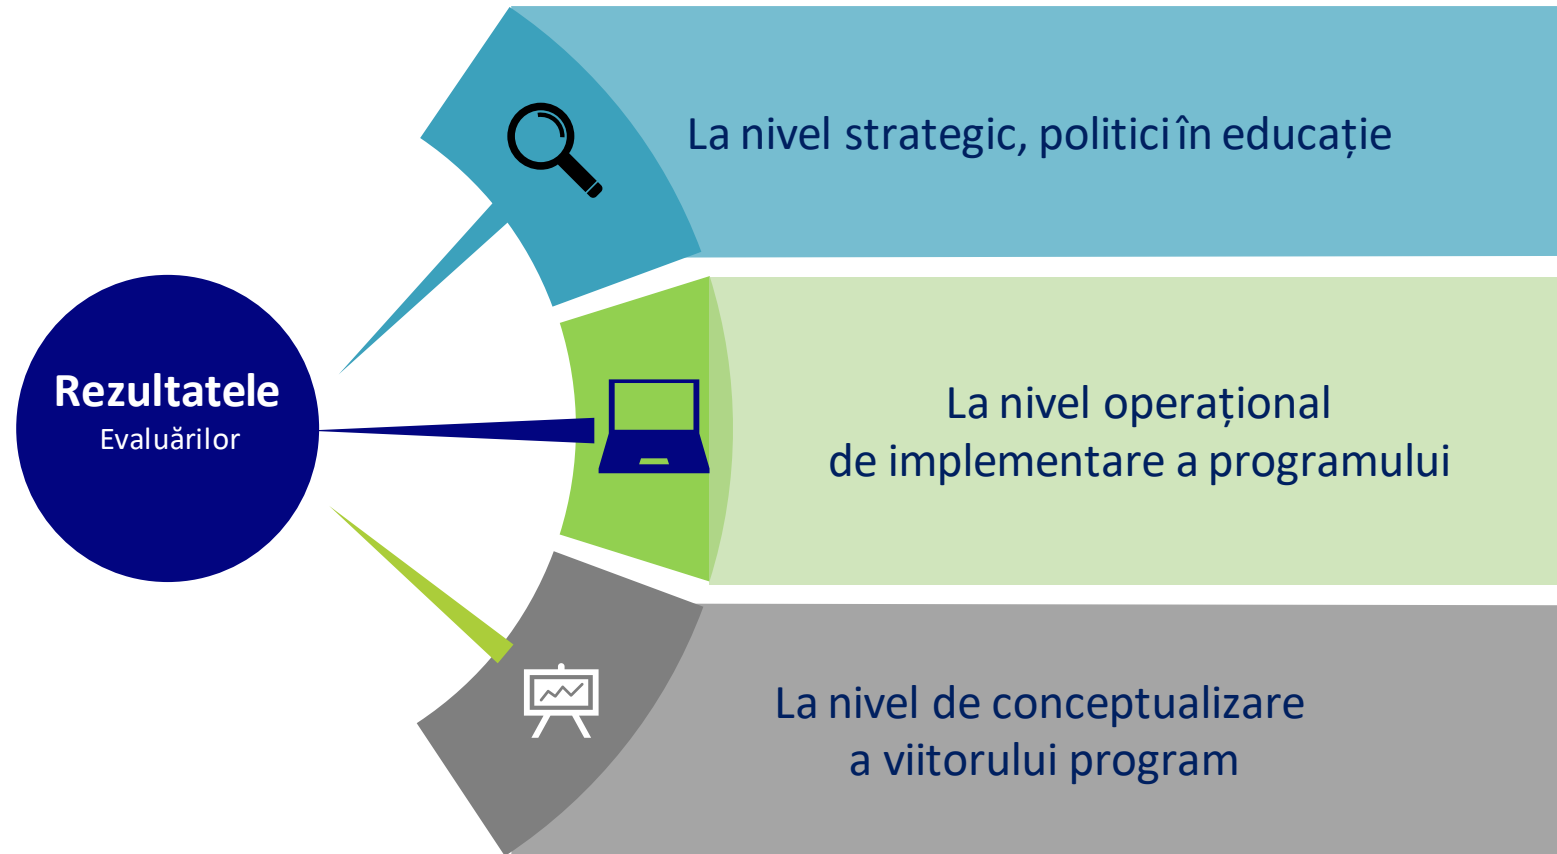 La nivel strategic, politici în educație
Rezultatele
Evaluărilor
La nivel operațional
de implementare a programului
La nivel de conceptualizare
a viitorului program